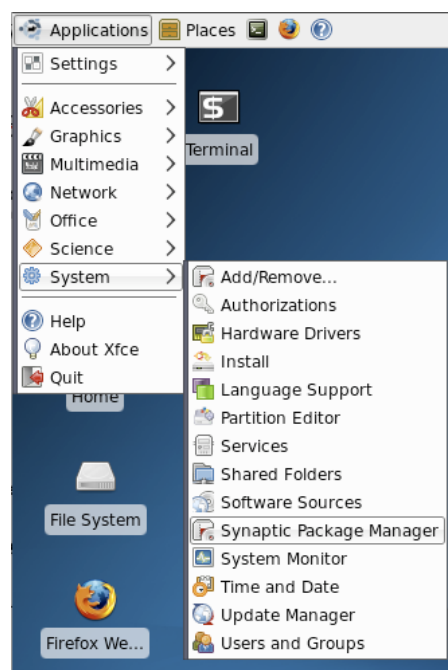 Applications Places
Settings
Accessories
Graphics
Multimedia
Network
Office
Science
System
Help
About Xfce
Quit
Terminal
Add/Remove...
Authorizations
Hardware Drivers
Install
Language Support
Partition Editor
Services
Shared Folders
Software Sources
Synaptic Package Manager
System Monitor
Time and Date
Update Manager
Users and Groups
Home
File System
Firefox We...